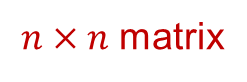 n × n matrix